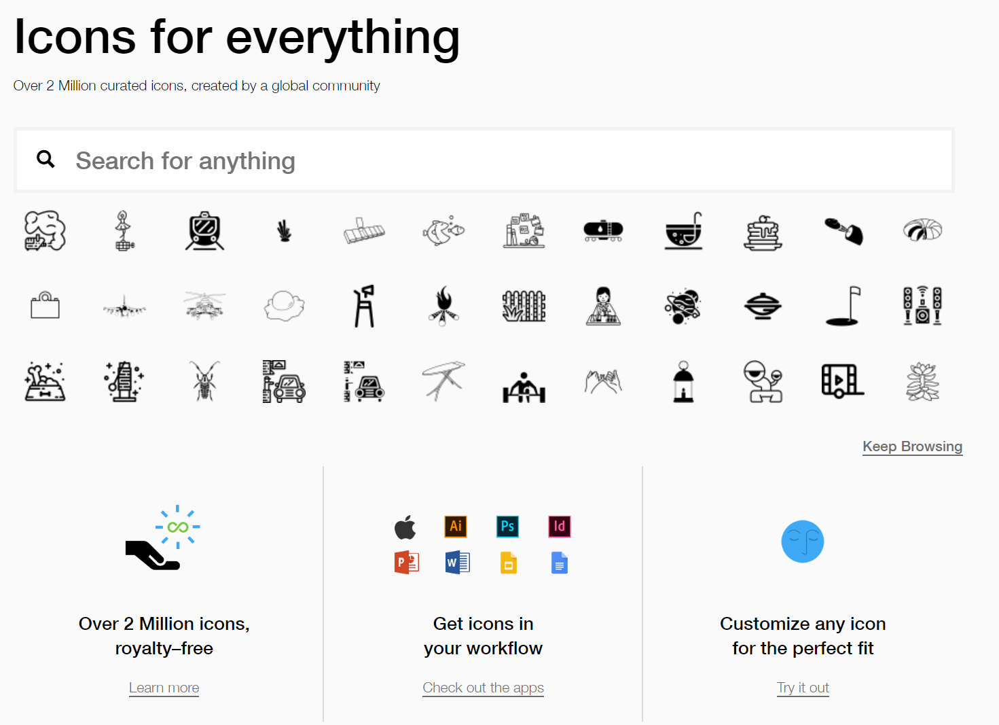 Icons for everything
Over 2 Million curated icons, created by a global community
Search for anything
Keep Browsing
Ai
Ps
Id
P
W
Over 2 Million icons,
royalty–free
Learn more
Get icons in
your workflow
Check out the apps
Customize any icon
for the perfect fit
Try it out